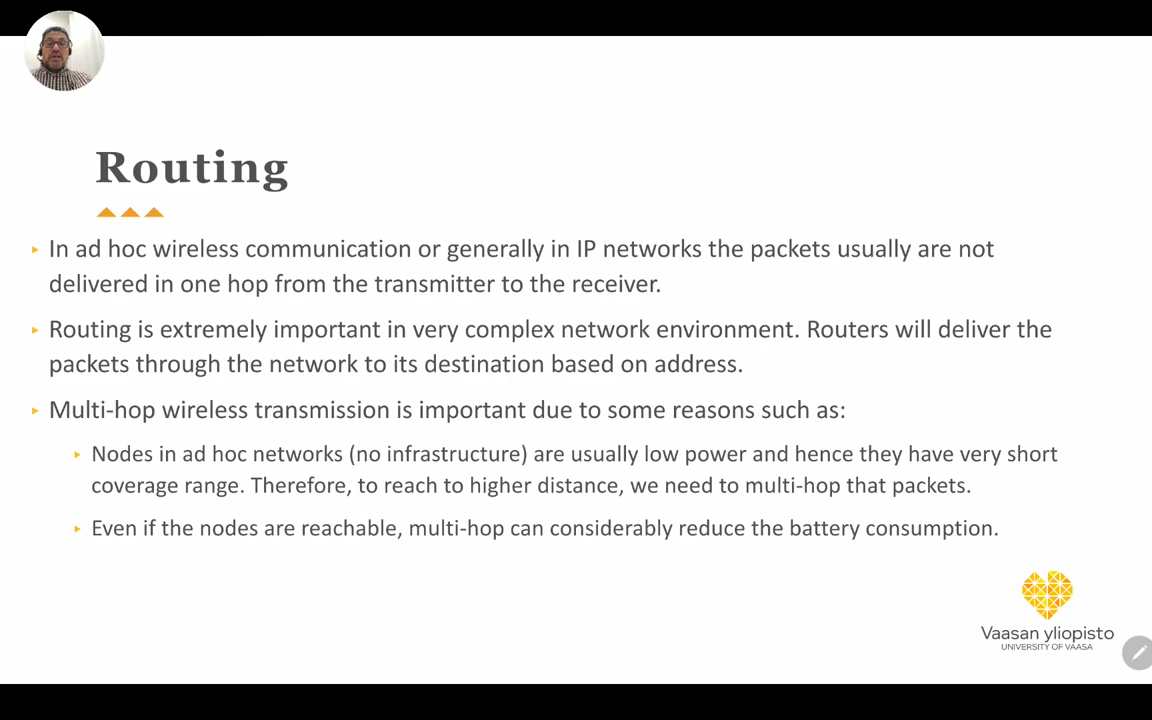 Routing
In ad hoc wireless communication or generally in IP networks the packets usually are not
delivered in one hop from the transmitter to the receiver.
Routing is extremely important in very complex network environment. Routers will deliver the
packets through the network to its destination based on address.
Multi-hop wireless transmission is important due to some reasons such as:
Nodes in ad hoc networks (no infrastructure) are usually low power and hence they have very short
coverage range. Therefore, to reach to higher distance, we need to multi-hop that packets.
Even if the nodes are reachable, multi-hop can considerably reduce the battery consumption.
Vaasan yliopisto
UNIVERSITY OF VAASA